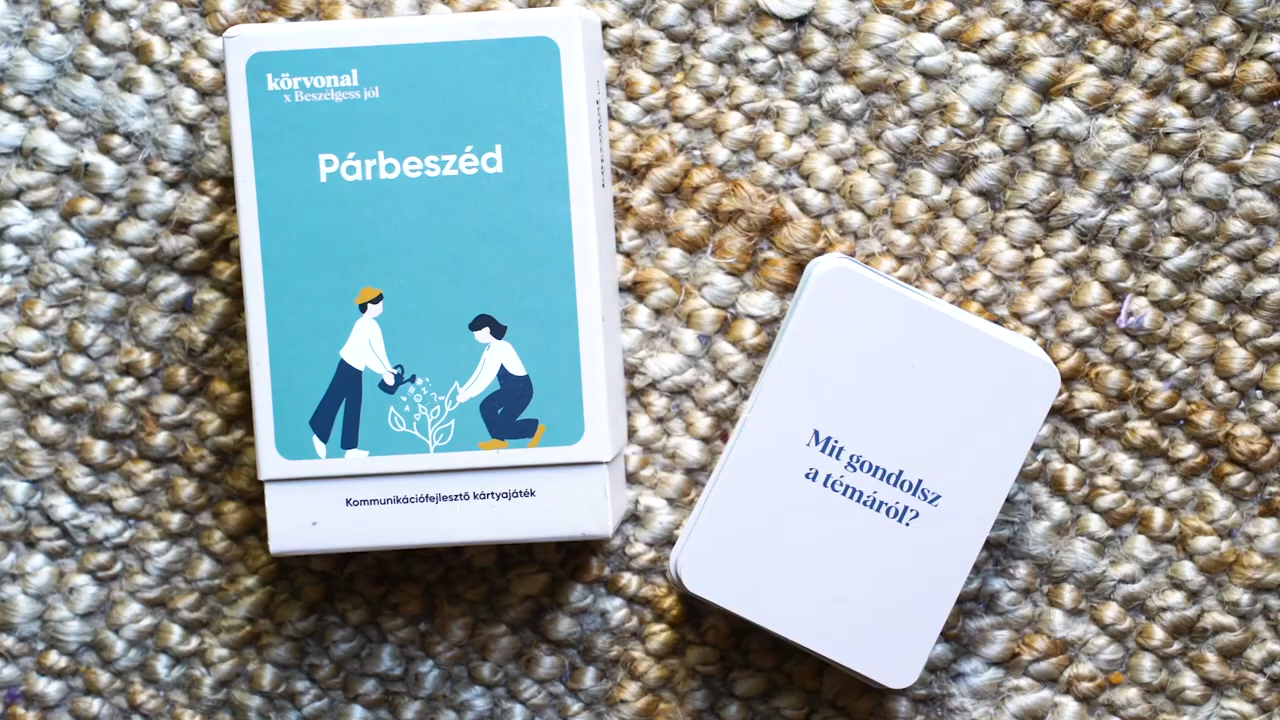 körvonal
x Beszélgess jól
Párbeszéd
Kommunikációfejlesztő kártyajáték
Mit gondolsz
a témáról?